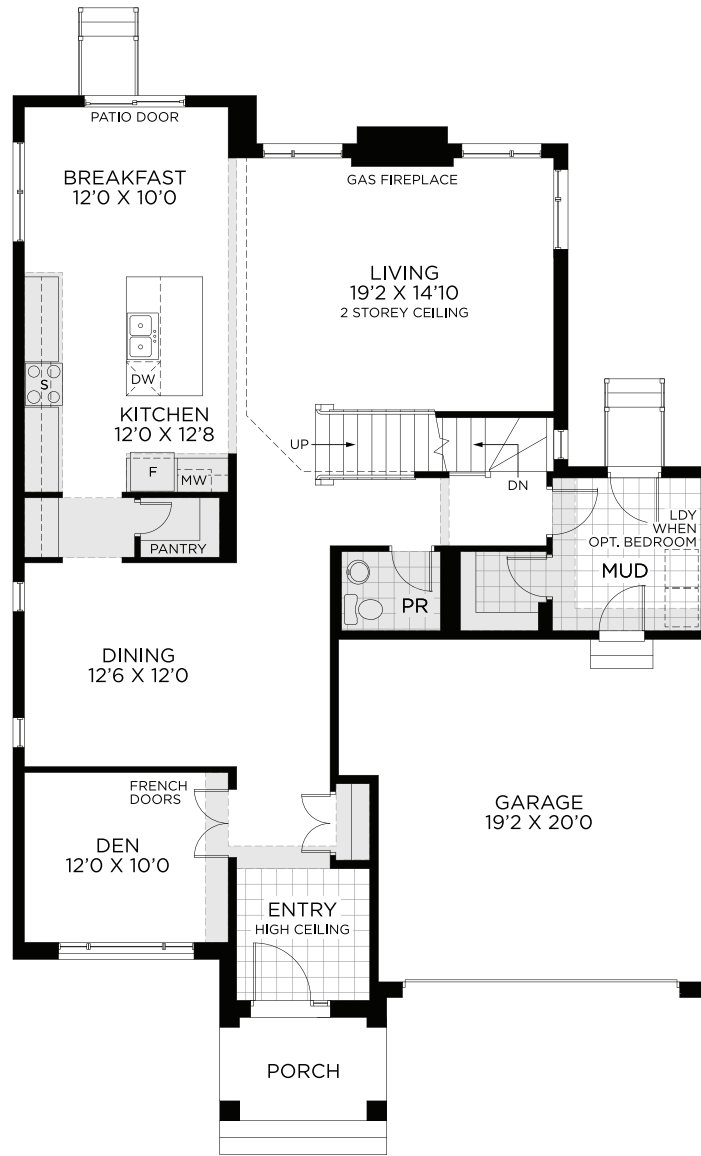 PATIO DOOR
BREAKFAST
12'0 X 10'0
GAS FIREPLACE
LIVING
19'2 X 14'10
2 STOREY CEILING
S
DW
KITCHEN
12'0 X 12'8
UP
F
MW
DN
PANTRY
LDY
WHEN
OPT. BEDROOM
MUD
PR
DINING
12'6 X 12'0
FRENCH
DOORS
DEN
12'0 X 10'0
GARAGE
19'2 X 20'0
ENTRY
HIGH CEILING
PORCH